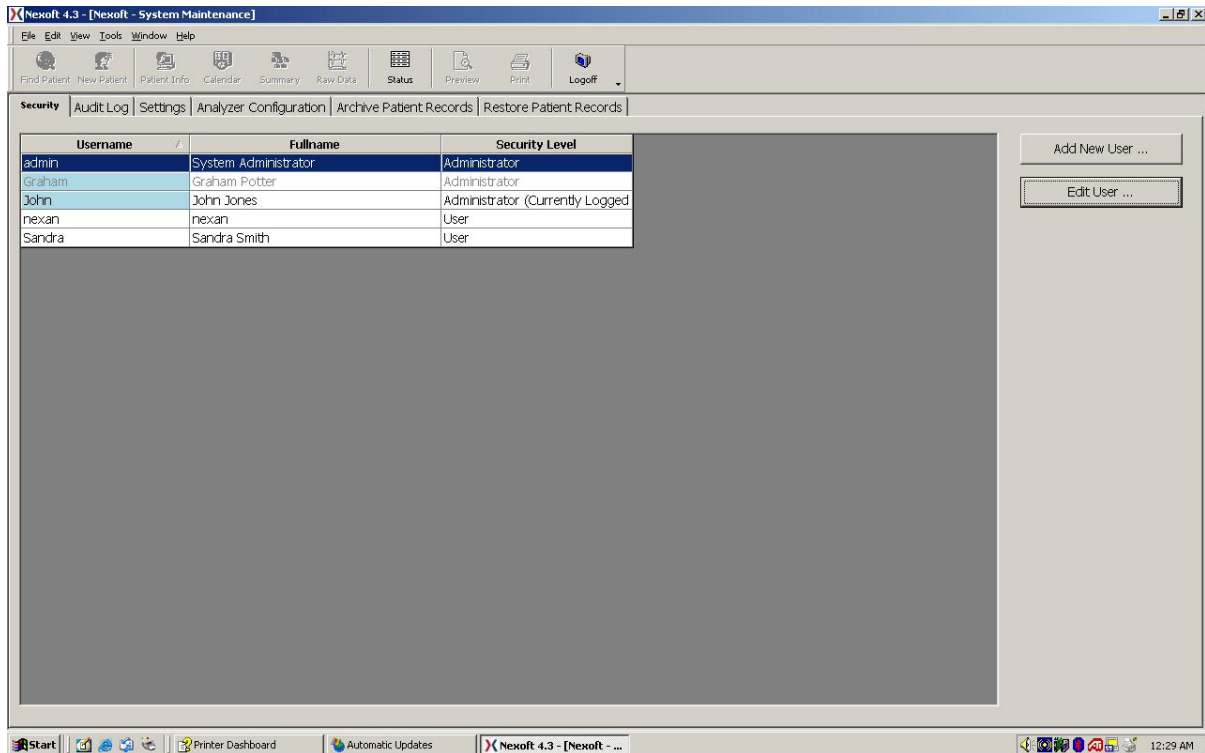 Nexoft 4.3 - [Nexoft - System Maintenance]
File Edit View Tools Window Help
Find Patient New Patient Patient Info Calendar Summary Raw Data Status Preview Print Logoff
Security Audit Log Settings Analyzer Configuration Archive Patient Records Restore Patient Records
Username Fullname Security Level
admin System Administrator Administrator
Graham Graham Potter Administrator
John John Jones Administrator (Currently Logged
nexan nexan User
Sandra Sandra Smith User
Add New User ...
Edit User ...
Start Printer Dashboard Automatic Updates Nexoft 4.3 - [Nexoft - ... 12:29 AM